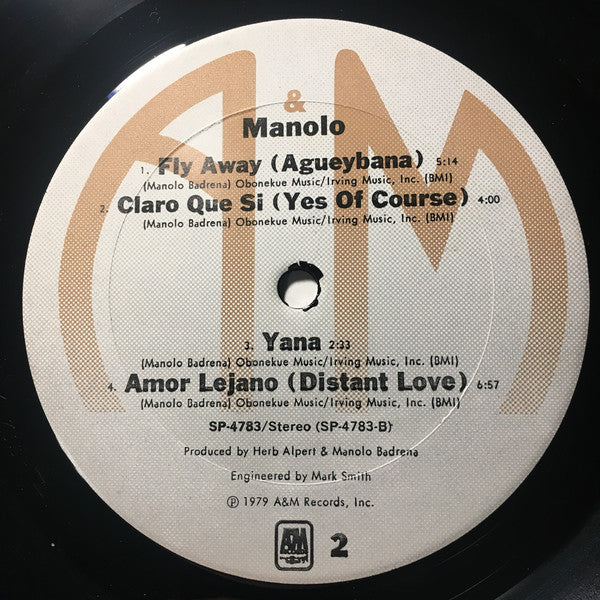 A&M
Manolo
1. Fly Away (Agueybana) 5:14
(Manolo Badrena) Obonekue Music/Irving Music, Inc. (BMI)
2. Claro Que Si (Yes Of Course) 4:00
(Manolo Badrena) Obonekue Music/Irving Music, Inc. (BMI)
3. Yana 2:33
(Manolo Badrena) Obonekue Music/Irving Music, Inc. (BMI)
4. Amor Lejano (Distant Love) 6:57
(Manolo Badrena) Obonekue Music/Irving Music, Inc. (BMI)
SP-4783/Stereo (SP-4783-B)
Produced by Herb Alpert & Manolo Badrena
Engineered by Mark Smith
℗ 1979 A&M Records, Inc.
A&M 2